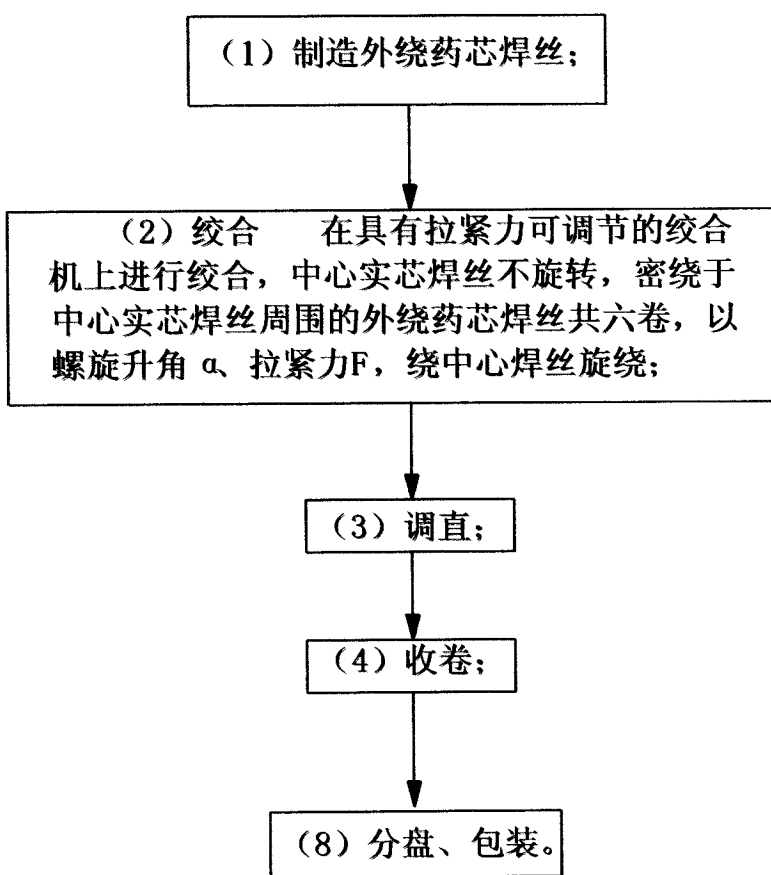 （1）制造外绕药芯焊丝；
（2）绞合 在具有拉紧力可调节的绞合
机上进行绞合，中心实芯焊丝不旋转，密绕于
中心实芯焊丝周围的外绕药芯焊丝共六卷，以
螺旋升角 α、拉紧力F，绕中心焊丝旋绕；
（3）调直；
（4）收卷；
（8）分盘、包装。